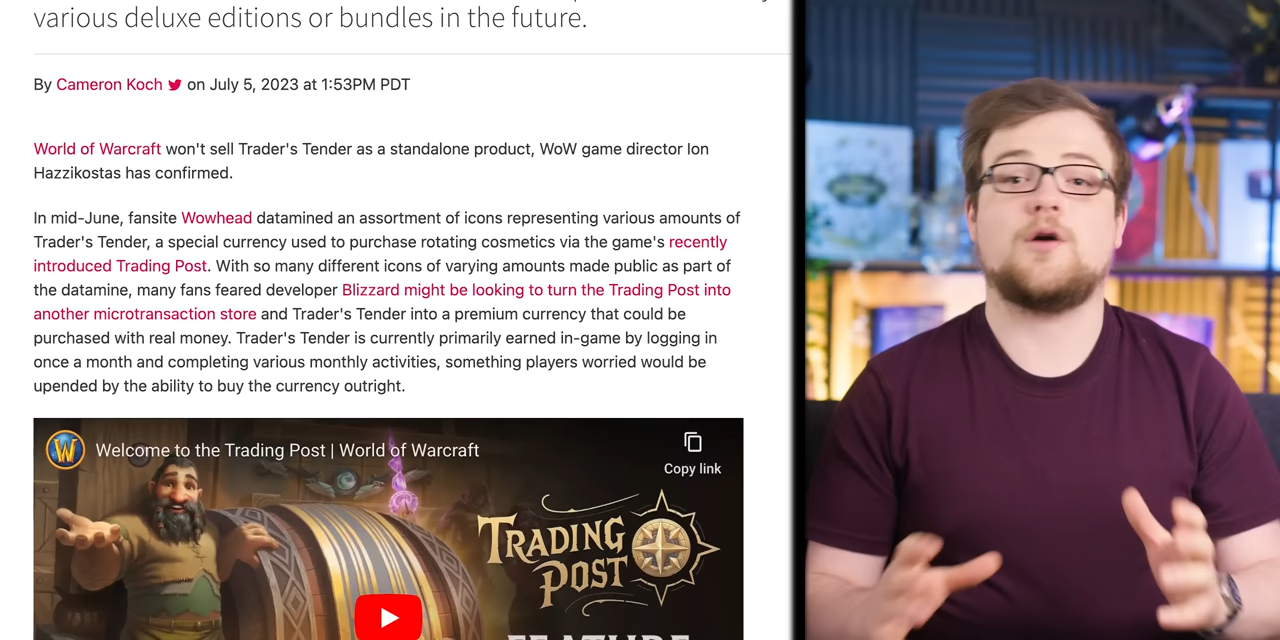 various deluxe editions or bundles in the future.
By Cameron Koch on July 5, 2023 at 1:53PM PDT
World of Warcraft won't sell Trader's Tender as a standalone product, WoW game director Ion
Hazzikostas has confirmed.
In mid-June, fansite Wowhead datamined an assortment of icons representing various amounts of
Trader's Tender, a special currency used to purchase rotating cosmetics via the game's recently
introduced Trading Post. With so many different icons of varying amounts made public as part of
the datamine, many fans feared developer Blizzard might be looking to turn the Trading Post into
another microtransaction store and Trader's Tender into a premium currency that could be
purchased with real money. Trader's Tender is currently primarily earned in-game by logging in
once a month and completing various monthly activities, something players worried would be
upended by the ability to buy the currency outright.
W
Welcome to the Trading Post | World of Warcraft
Copy link
TRADING
POST
FEATURE